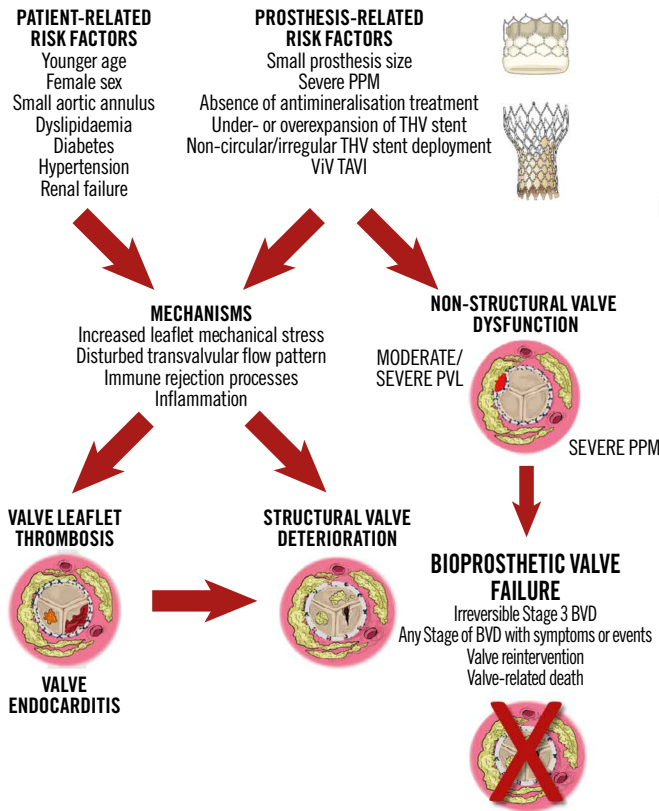 PATIENT-RELATED
RISK FACTORS
Younger age
Female sex
Small aortic annulus
Dyslipidaemia
Diabetes
Hypertension
Renal failure
PROSTHESIS-RELATED
RISK FACTORS
Small prosthesis size
Severe PPM
Absence of antimineralisation treatment
Under- or overexpansion of THV stent
Non-circular/irregular THV stent deployment
ViV TAVI
MECHANISMS
Increased leaflet mechanical stress
Disturbed transvalvular flow pattern
Immune rejection processes
Inflammation
NON-STRUCTURAL VALVE
DYSFUNCTION
MODERATE/
SEVERE PVL
SEVERE PPM
VALVE LEAFLET
THROMBOSIS
VALVE
ENDOCARDITIS
STRUCTURAL VALVE
DETERIORATION
BIOPROSTHETIC VALVE
FAILURE
Irreversible Stage 3 BVD
Any Stage of BVD with symptoms or events
Valve reintervention
Valve-related death